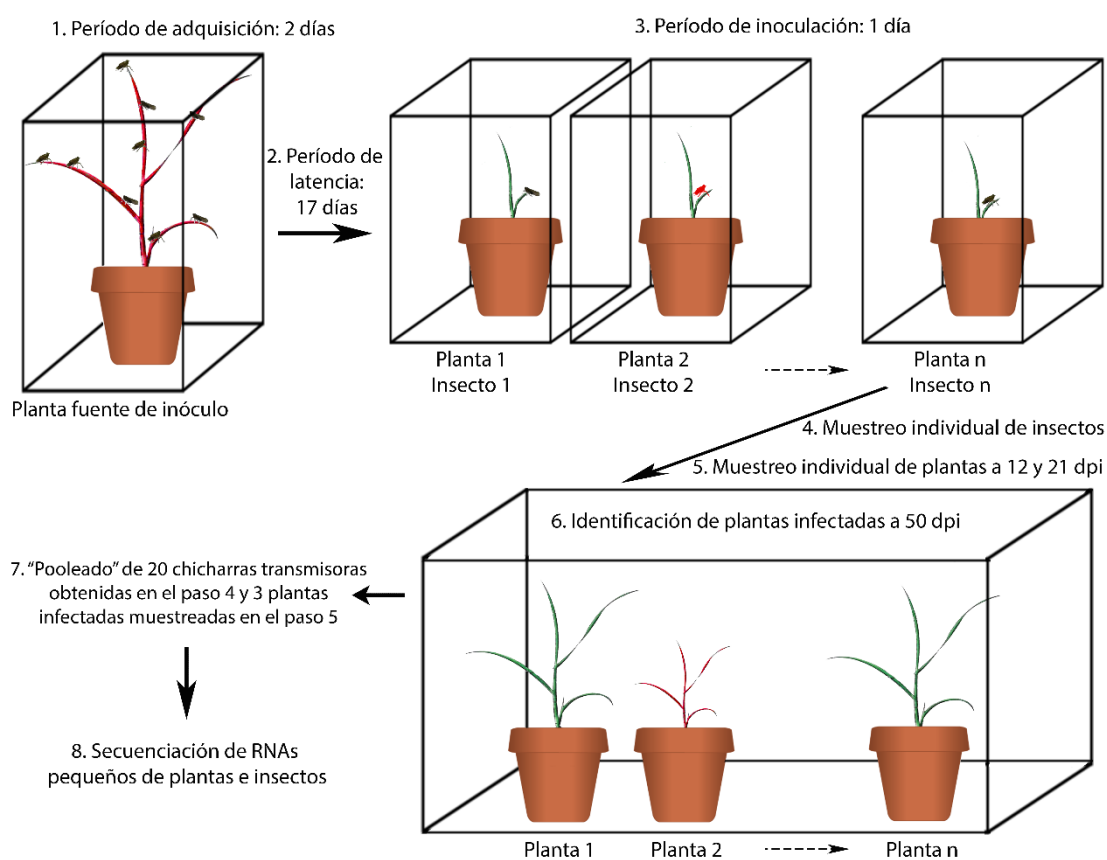 1. Período de adquisición: 2 días
3. Período de inoculación: 1 día
2. Período de
latencia:
17 días
Planta 1
Insecto 1
Planta 2
Insecto 2
Planta n
Insecto n
Planta fuente de inóculo
4. Muestreo individual de insectos
5. Muestreo individual de plantas a 12 y 21 dpi
6. Identificación de plantas infectadas a 50 dpi
7. "Pooleado" de 20 chicharras transmisoras
obtenidas en el paso 4 y 3 plantas
infectadas muestreadas en el paso 5
8. Secuenciación de RNAs
pequeños de plantas e insectos
Planta 1
Planta 2
Planta n